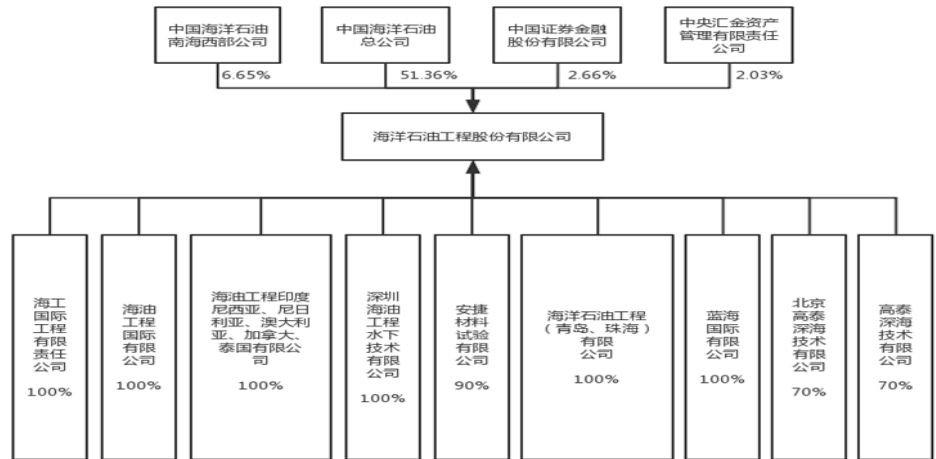 中国海洋石油
南海西部公司
中国海洋石油
总公司
中国证券金融
股份有限公司
中央汇金资产
管理有限责任
公司
6.65%
51.36%
2.66%
2.03%
海洋石油工程股份有限公司
海工
国际
工程
有限
责任
公司
100%
海油
工程
国际
有限
公司
100%
海油工程印度
尼西亚、尼日
利亚、澳大利
亚、加拿大、
泰国有限公
司
100%
深圳
海油
工程
水下
技术
有限
公司
100%
安捷
材料
试验
有限
公司
90%
海洋石油工程
（青岛、珠海）
有限
公司
100%
蓝海
国际
有限
公司
100%
北京
高泰
深海
技术
有限
公司
70%
高泰
深海
技术
有限
公司
70%